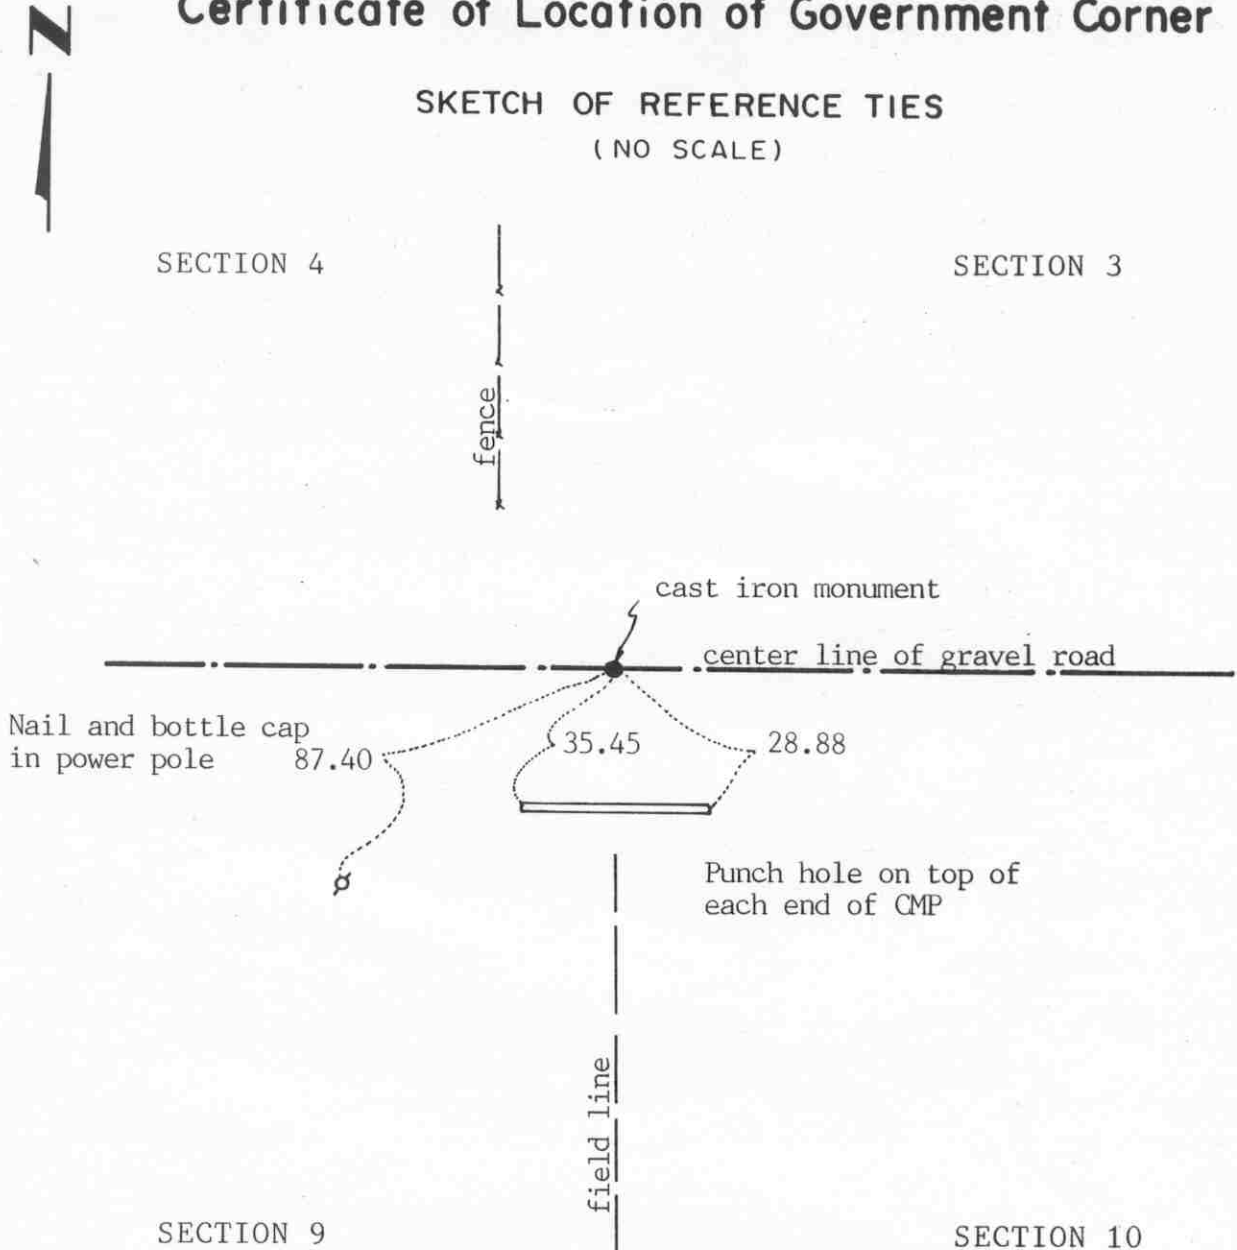 N
Certificate of Location of Government Corner
SKETCH OF REFERENCE TIES
(NO SCALE)
SECTION 4
SECTION 3
fence
cast iron monument
center line of gravel road
Nail and bottle cap
in power pole 87.40
35.45
28.88
Punch hole on top of
each end of CMP
field line
SECTION 9
SECTION 10